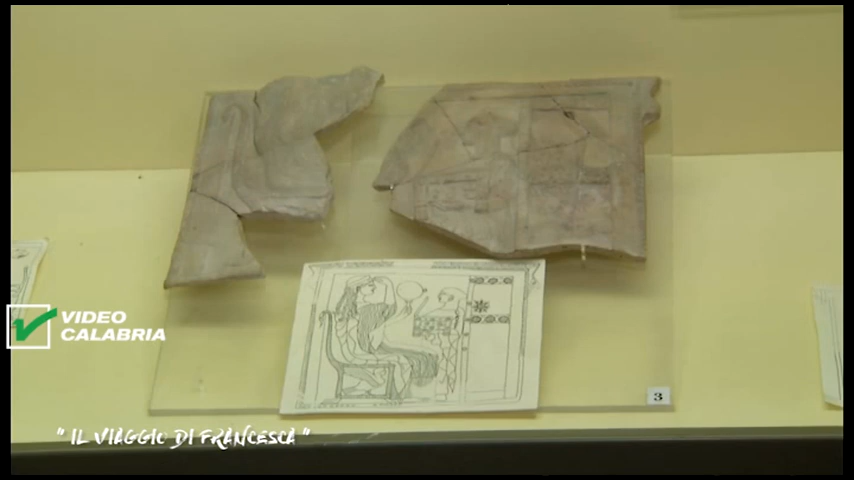 3
VIDEO
CALABRIA
" IL VIAGGIO DI FRANCESCA "